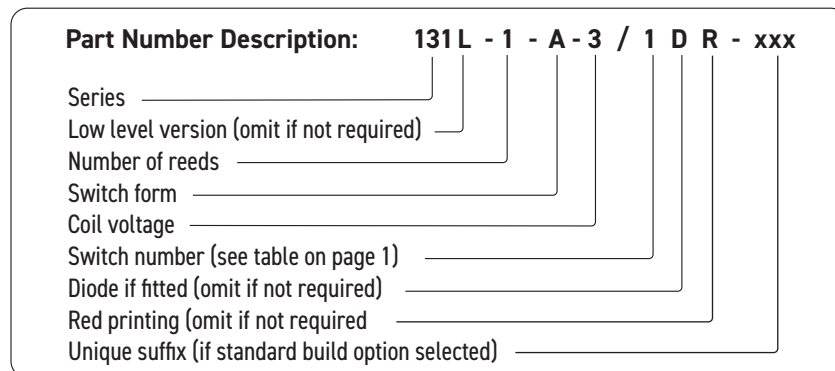 Part Number Description: 131L - 1 - A - 3 / 1 D R - xxx
Series
Low level version (omit if not required)
Number of reeds
Switch form
Coil voltage
Switch number (see table on page 1)
Diode if fitted (omit if not required)
Red printing (omit if not required
Unique suffix (if standard build option selected)